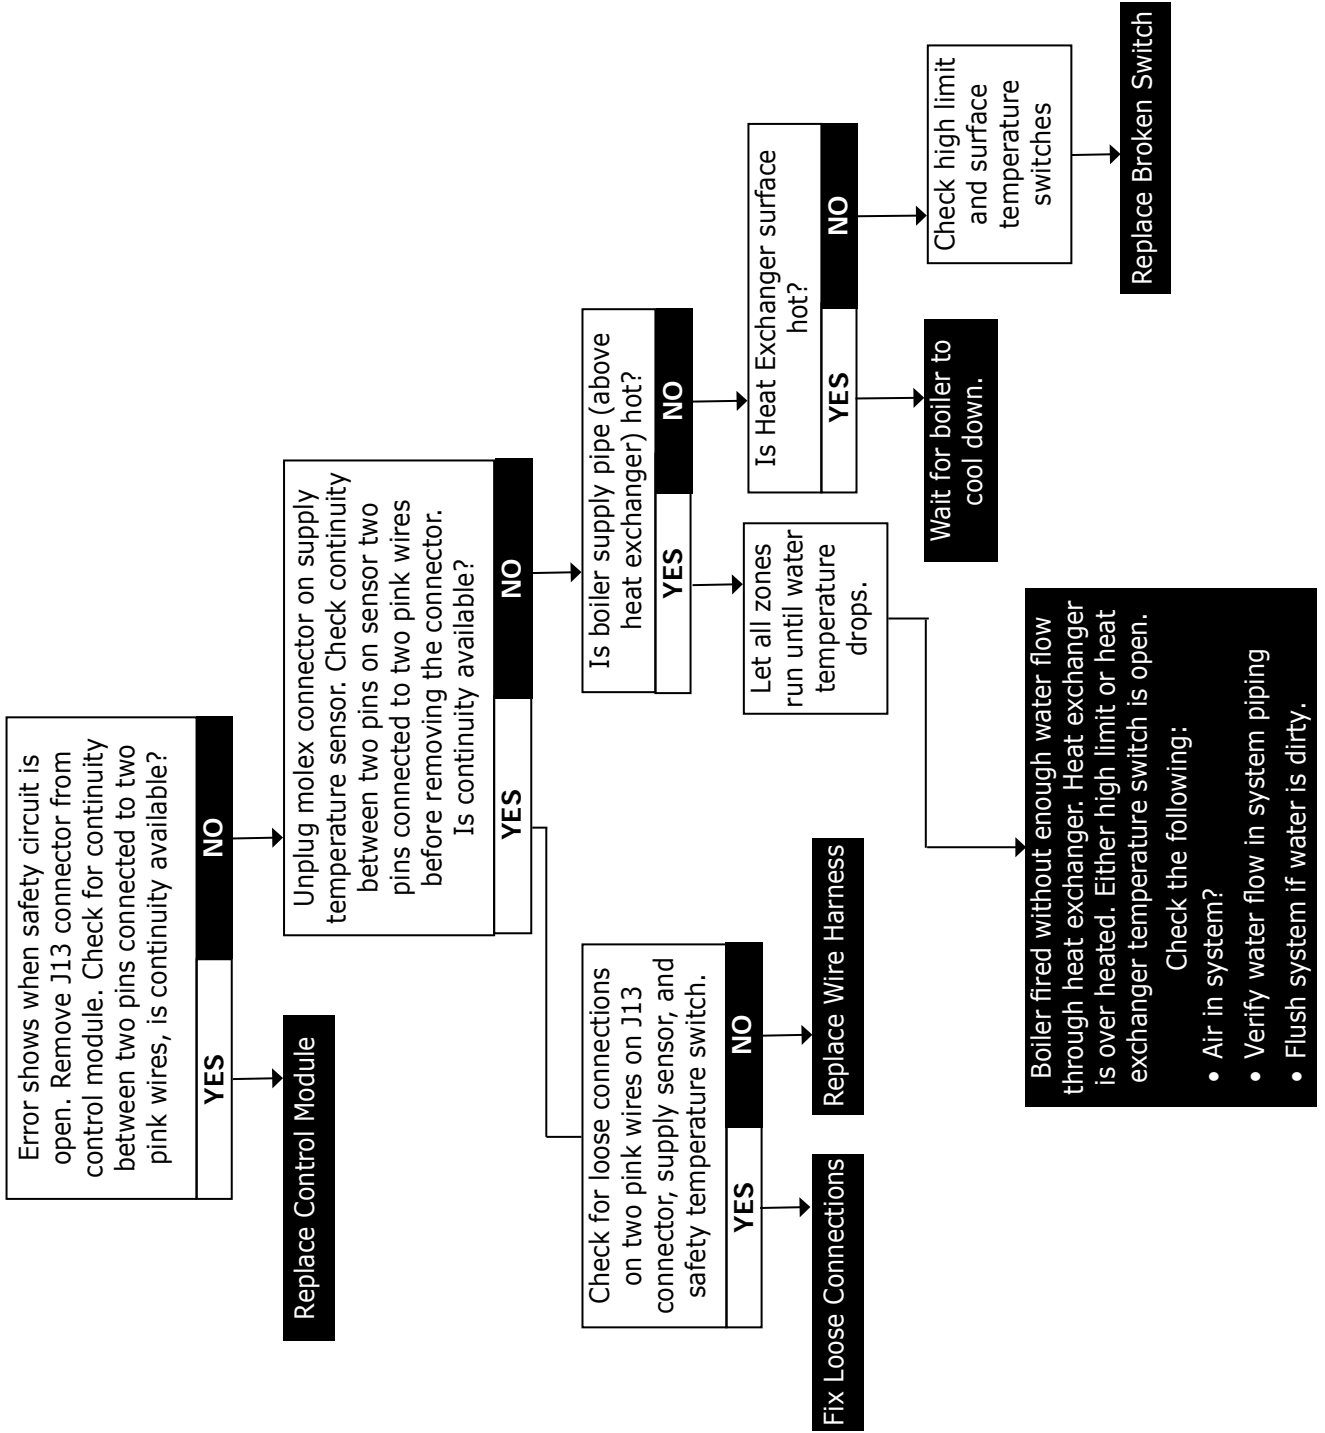 Error shows when safety circuit is
open. Remove J13 connector from
control module. Check for continuity
between two pins connected to two
pink wires, is continuity available?
YES
NO
Replace Control Module
Unplug molex connector on supply
temperature sensor. Check continuity
between two pins on sensor two
pins connected to two pink wires
before removing the connector.
Is continuity available?
YES
NO
Check for loose connections
on two pink wires on J13
connector, supply sensor, and
safety temperature switch.
YES
NO
Fix Loose Connections
Replace Wire Harness
Is boiler supply pipe (above
heat exchanger) hot?
YES
NO
Let all zones
run until water
temperature
drops.
Boiler fired without enough water flow
through heat exchanger. Heat exchanger
is over heated. Either high limit or heat
exchanger temperature switch is open.
Check the following:
• Air in system?
• Verify water flow in system piping
• Flush system if water is dirty.
Is Heat Exchanger surface
hot?
YES
NO
Wait for boiler to
cool down.
Check high limit
and surface
temperature
switches
Replace Broken Switch